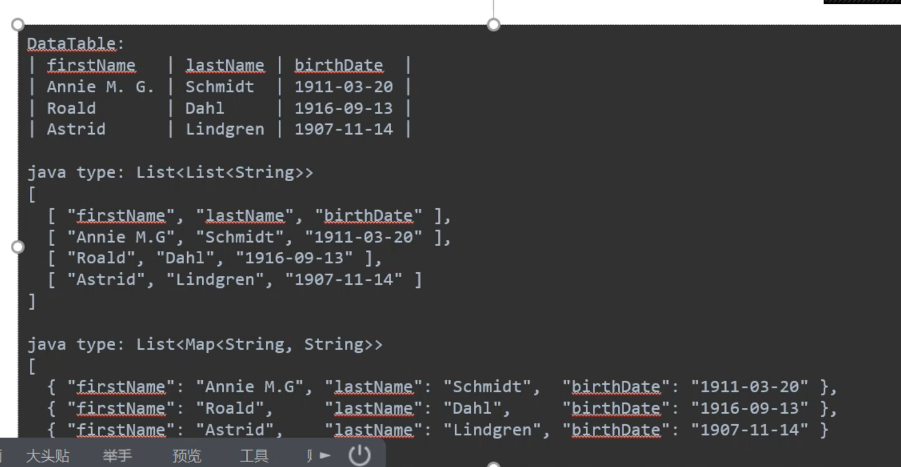 DataTable:
| firstName   | lastName | birthDate  |
| Annie M. G. | Schmidt  | 1911-03-20 |
| Roald       | Dahl     | 1916-09-13 |
| Astrid      | Lindgren | 1907-11-14 |
java type: List<List<String>>
[
  [ "firstName", "lastName", "birthDate" ],
  [ "Annie M.G", "Schmidt", "1911-03-20" ],
  [ "Roald", "Dahl", "1916-09-13" ],
  [ "Astrid", "Lindgren", "1907-11-14" ]
]
java type: List<Map<String, String>>
[
  { "firstName": "Annie M.G", "lastName": "Schmidt",  "birthDate": "1911-03-20" },
  { "firstName": "Roald",     "lastName": "Dahl",     "birthDate": "1916-09-13" },
  { "firstName": "Astrid",    "lastName": "Lindgren", "birthDate": "1907-11-14" }
大头贴 举手 预览 工具